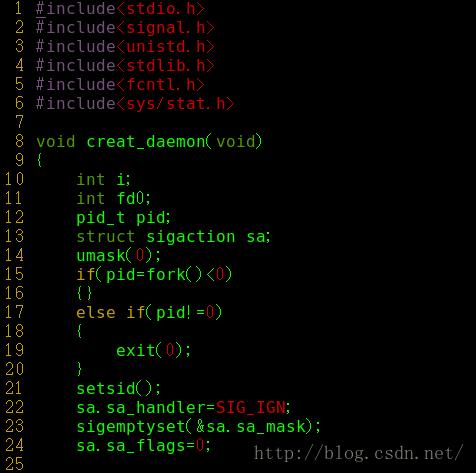 1 #include<stdio.h>
2 #include<signal.h>
3 #include<unistd.h>
4 #include<stdlib.h>
5 #include<fcntl.h>
6 #include<sys/stat.h>
7
8 void creat_daemon(void)
9 {
10     int i;
11     int fd0;
12     pid_t pid;
13     struct sigaction sa;
14     umask(0);
15     if(pid=fork()<0)
16     {}
17     else if(pid!=0)
18     {
19         exit(0);
20     }
21     setsid();
22     sa.sa_handler=SIG_IGN;
23     sigemptyset(&sa.sa_mask);
24     sa.sa_flags=0;
25
http://blog.csdn.net/